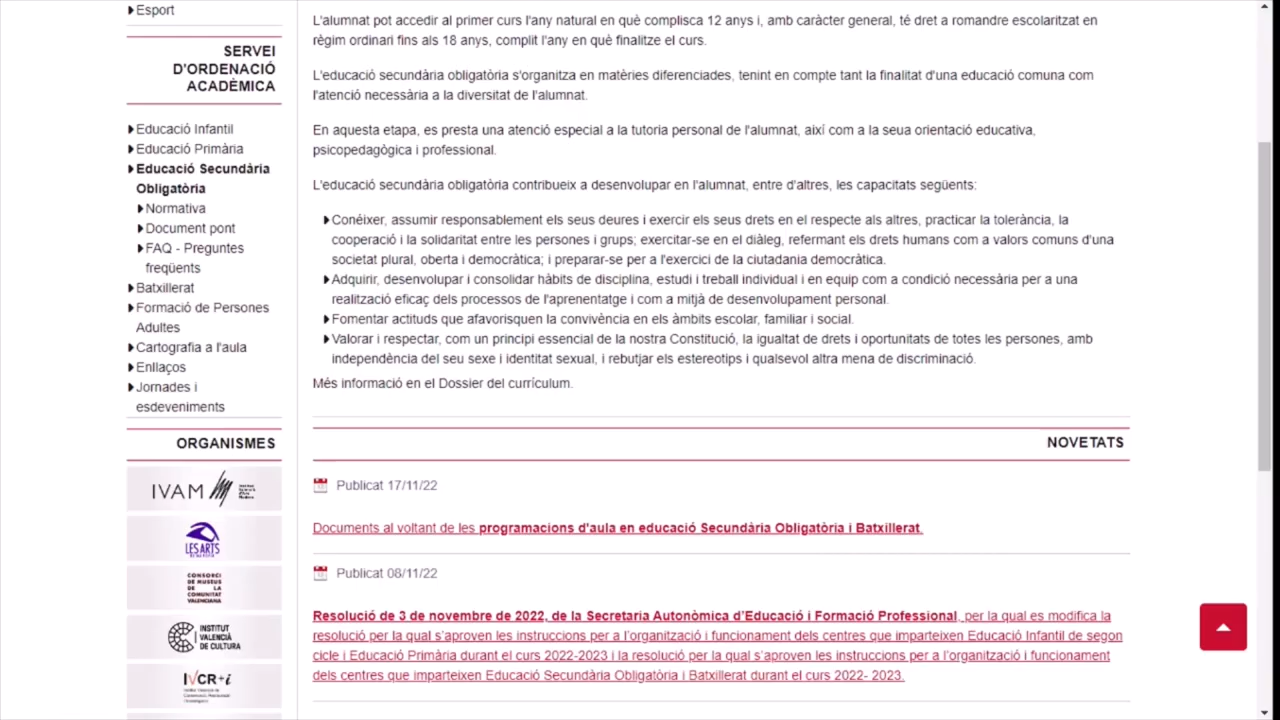 Esport
SERVEI
D'ORDENACIÓ
ACADÈMICA
Educació Infantil
Educació Primària
Educació Secundària
Obligatòria
Normativa
Document pont
FAQ - Preguntes
freqüents
Batxillerat
Formació de Persones
Adultes
Cartografia a l'aula
Enllaços
Jornades i
esdeveniments
ORGANISMES
IVAM
LES ARTS
CONSORCI
DE MUSEUS
DE LA
COMUNITAT
VALENCIANA
INSTITUT
VALENCIÀ
DE CULTURA
IVCR+i
L'alumnat pot accedir al primer curs l'any natural en què complisca 12 anys i, amb caràcter general, té dret a romandre escolaritzat en
règim ordinari fins als 18 anys, complit l'any en què finalitze el curs.
L'educació secundària obligatòria s'organitza en matèries diferenciades, tenint en compte tant la finalitat d'una educació comuna com
l'atenció necessària a la diversitat de l'alumnat.
En aquesta etapa, es presta una atenció especial a la tutoria personal de l'alumnat, així com a la seua orientació educativa,
psicopedagògica i professional.
L'educació secundària obligatòria contribueix a desenvolupar en l'alumnat, entre d'altres, les capacitats següents:
Conéixer, assumir responsablement els seus deures i exercir els seus drets en el respecte als altres, practicar la tolerància, la
cooperació i la solidaritat entre les persones i grups; exercitar-se en el diàleg, refermant els drets humans com a valors comuns d'una
societat plural, oberta i democràtica; i preparar-se per a l'exercici de la ciutadania democràtica.
Adquirir, desenvolupar i consolidar hàbits de disciplina, estudi i treball individual i en equip com a condició necessària per a una
realització eficaç dels processos de l'aprenentatge i com a mitjà de desenvolupament personal.
Fomentar actituds que afavorisquen la convivència en els àmbits escolar, familiar i social.
Valorar i respectar, com un principi essencial de la nostra Constitució, la igualtat de drets i oportunitats de totes les persones, amb
independència del seu sexe i identitat sexual, i rebutjar els estereotips i qualsevol altra mena de discriminació.
Més informació en el Dossier del currículum.
NOVETATS
Publicat 17/11/22
Documents al voltant de les programacions d'aula en educació Secundària Obligatòria i Batxillerat.
Publicat 08/11/22
Resolució de 3 de novembre de 2022, de la Secretaria Autonòmica d'Educació i Formació Professional, per la qual es modifica la
resolució per la qual s'aproven les instruccions per a l'organització i funcionament dels centres que imparteixen Educació Infantil de segon
cicle i Educació Primària durant el curs 2022-2023 i la resolució per la qual s'aproven les instruccions per a l'organització i funcionament
dels centres que imparteixen Educació Secundària Obligatòria i Batxillerat durant el curs 2022- 2023.